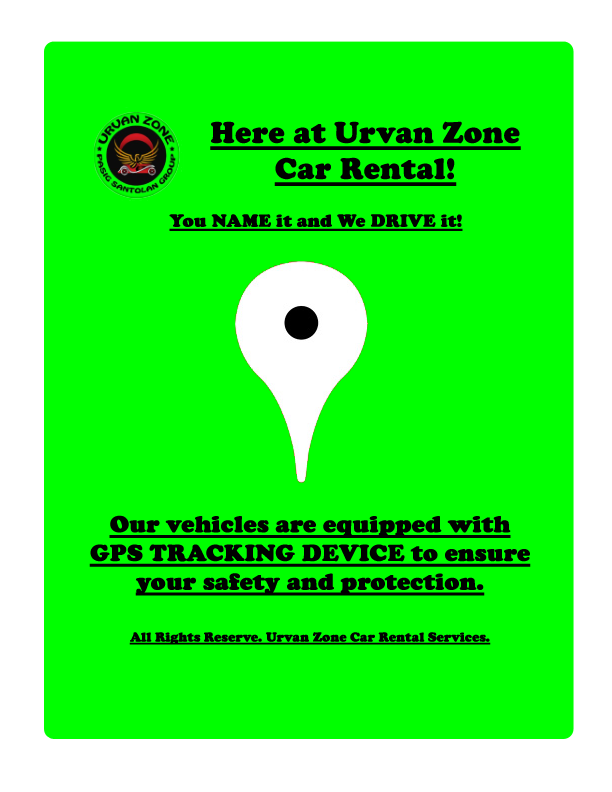 URVAN ZONE
PASIG SANTOLAN GROUP
Here at Urvan Zone
Car Rental!
You NAME it and We DRIVE it!
Our vehicles are equipped with
GPS TRACKING DEVICE to ensure
your safety and protection.
All Rights Reserve. Urvan Zone Car Rental Services.